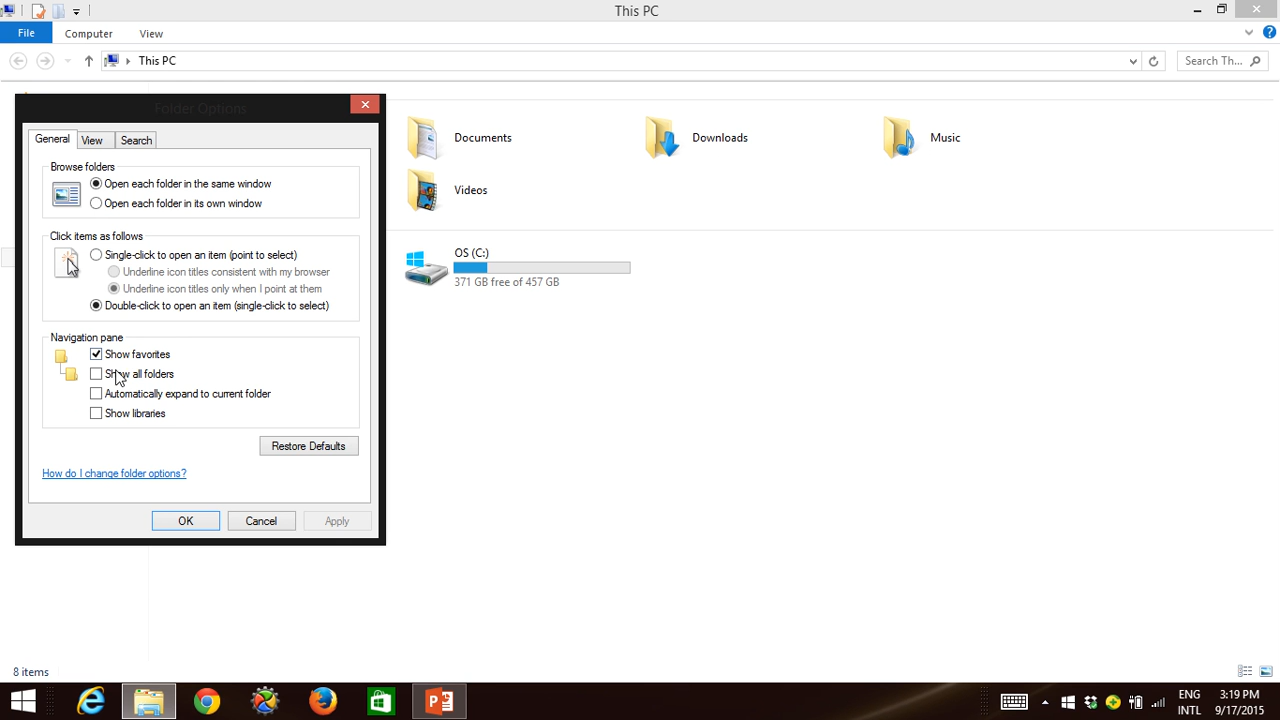 This PC
File Computer View
This PC
Search Th...
Folder Options
General View Search
Browse folders
Open each folder in the same window
Open each folder in its own window
Click items as follows
Single-click to open an item (point to select)
Underline icon titles consistent with my browser
Underline icon titles only when I point at them
Double-click to open an item (single-click to select)
Navigation pane
Show favorites
Show all folders
Automatically expand to current folder
Show libraries
Restore Defaults
How do I change folder options?
OK Cancel Apply
Documents Downloads Music
Videos
OS (C:)
371 GB free of 457 GB
8 items
ENG 3:19 PM
INTL 9/17/2015